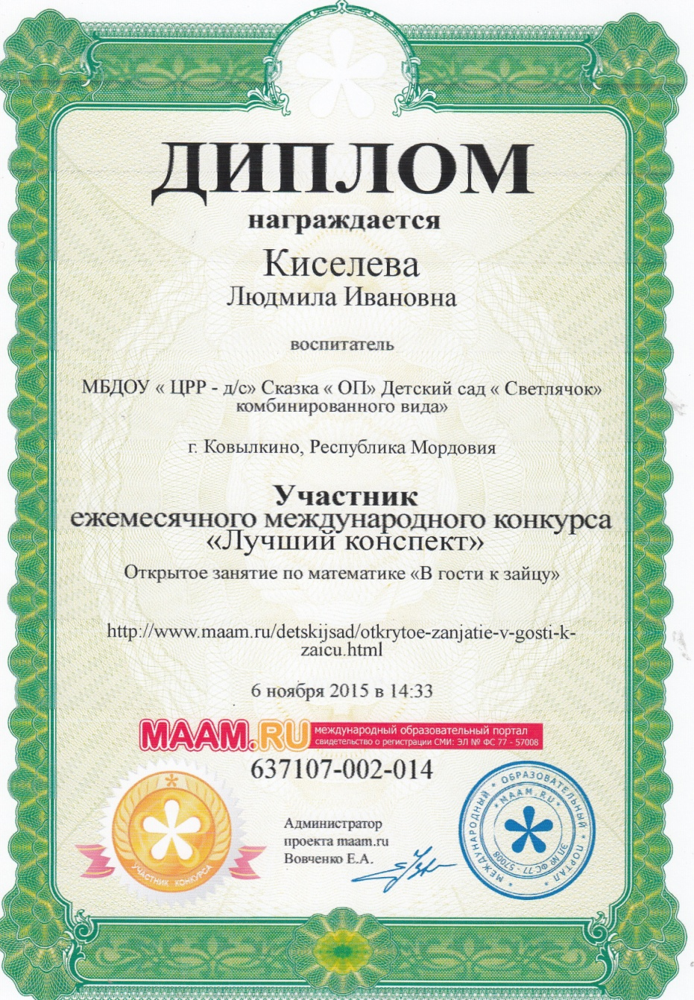 ДИПЛОМ
награждается
Киселева
Людмила Ивановна
воспитатель
МБДОУ « ЦРР - д/с» Сказка « ОП» Детский сад « Светлячок»
комбинированного вида»
г. Ковылкино, Республика Мордовия
Участник
ежемесячного международного конкурса
«Лучший конспект»
Открытое занятие по математике «В гости к зайцу»
http://www.maam.ru/detskijsad/otkrytoe-zanjatie-v-gosti-k-
zaicu.html
6 ноября 2015 в 14:33
MAAM.RU
международный образовательный портал
свидетельство о регистрации СМИ: ЭЛ № ФС 77 - 57008
637107-002-014
УЧАСТНИК КОНКУРСА
Администратор
проекта maam.ru
Вовченко Е.А.
МЕЖДУНАРОДНЫЙ * ОБРАЗОВАТЕЛЬНЫЙ * ПОРТАЛ *
* MAAM.RU * ЭЛ № ФС 77 - 57008